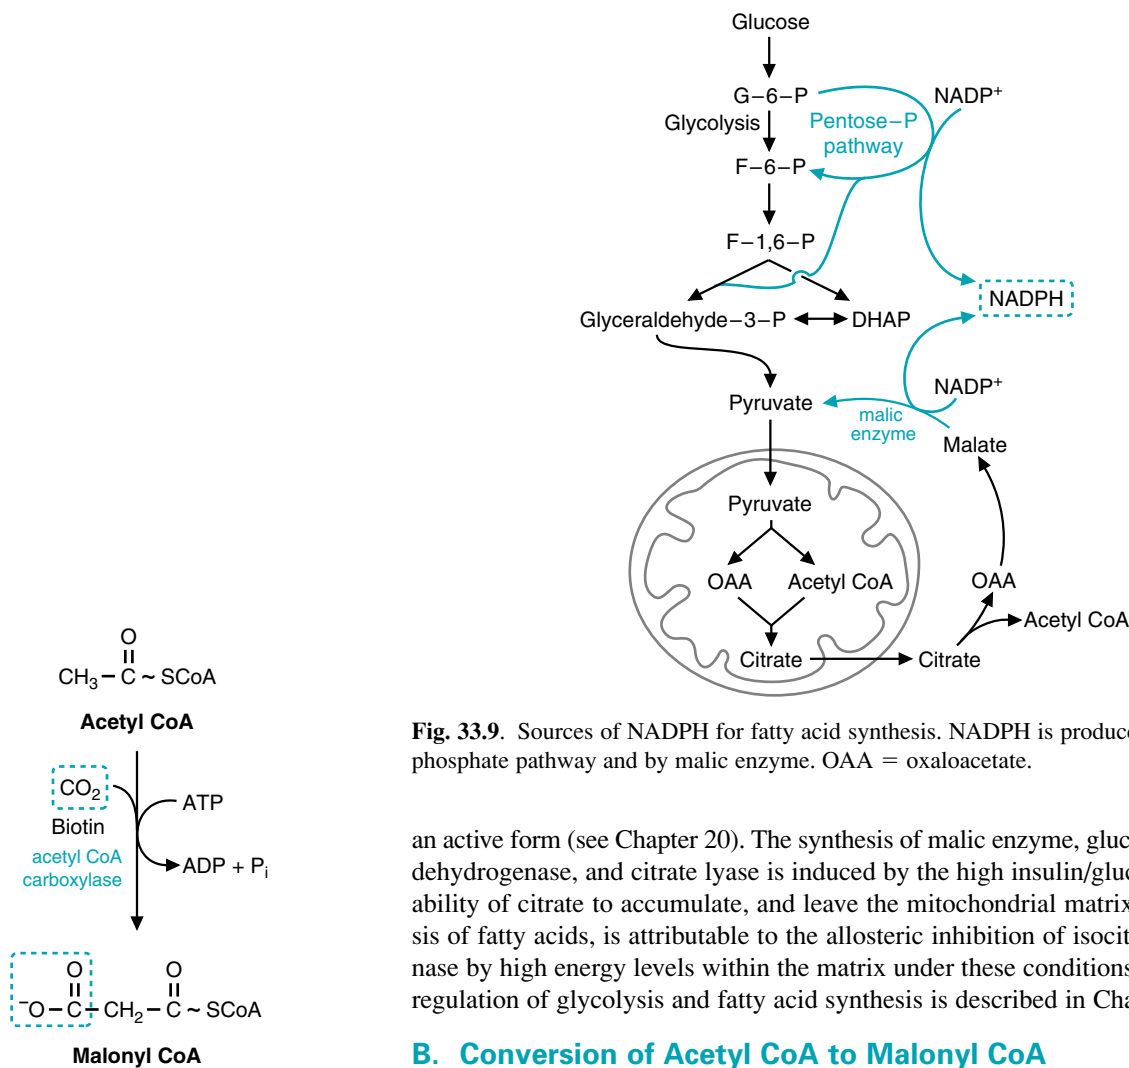 Glucose
G–6–P
NADP⁺
Glycolysis
Pentose–P
pathway
F–6–P
F–1,6–P
NADPH
Glyceraldehyde–3–P
DHAP
NADP⁺
Pyruvate
malic
enzyme
Malate
Pyruvate
OAA
Acetyl CoA
OAA
Acetyl CoA
Citrate
Citrate
O
CH₃–C~SCoA
Acetyl CoA
CO₂
ATP
Biotin
acetyl CoA
carboxylase
ADP + Pᵢ
O O
⁻O–C–CH₂–C~SCoA
Malonyl CoA
Fig. 33.9. Sources of NADPH for fatty acid synthesis. NADPH is produce
phosphate pathway and by malic enzyme. OAA = oxaloacetate.
an active form (see Chapter 20). The synthesis of malic enzyme, gluc
dehydrogenase, and citrate lyase is induced by the high insulin/gluc
ability of citrate to accumulate, and leave the mitochondrial matrix
sis of fatty acids, is attributable to the allosteric inhibition of isocit
nase by high energy levels within the matrix under these conditions
regulation of glycolysis and fatty acid synthesis is described in Cha
B. Conversion of Acetyl CoA to Malonyl CoA